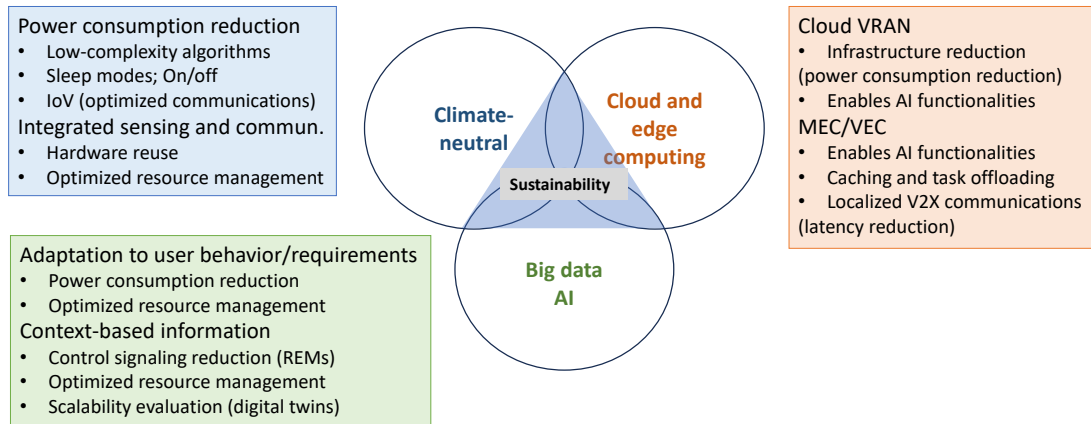 Power consumption reduction
• Low-complexity algorithms
• Sleep modes; On/off
• IoV (optimized communications)
Integrated sensing and commun.
• Hardware reuse
• Optimized resource management
Climate-
neutral
Cloud and
edge
computing
Sustainability
Big data
AI
Cloud VRAN
• Infrastructure reduction
(power consumption reduction)
• Enables AI functionalities
MEC/VEC
• Enables AI functionalities
• Caching and task offloading
• Localized V2X communications
(latency reduction)
Adaptation to user behavior/requirements
• Power consumption reduction
• Optimized resource management
Context-based information
• Control signaling reduction (REMs)
• Optimized resource management
• Scalability evaluation (digital twins)